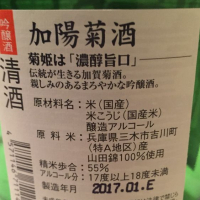 吟醸酒
清酒
加陽菊酒
菊姫は「濃醇旨口」
伝統が生きる加賀菊酒。
親しみのあるまろやかな吟醸酒。
原材料名：米（国産）
米こうじ（国産米）
醸造アルコール
原料米：兵庫県三木市吉川町
（特A地区）産
山田錦100％使用
精米歩合：55％
アルコール分：17度以上18度未満
製造年月 2017.01.E